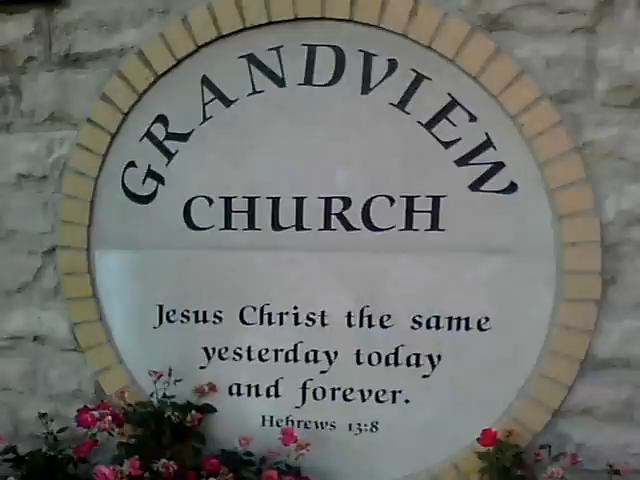 GRANDVIEW
CHURCH
Jesus Christ the same
yesterday today
and forever.
Hebrews 13:8